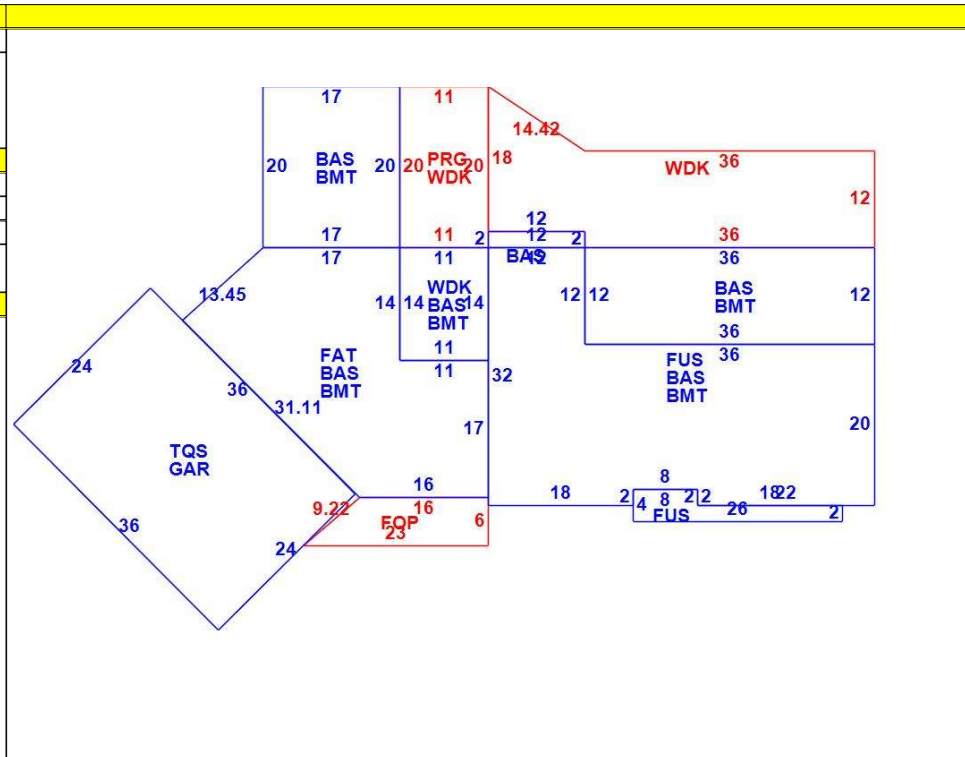 17 11
14.42
20 BAS 20 20 PRG 20 18 WDK 36
BMT WDK
12
12
17 11 2 12 2 36
17 11 BAS 12 36
13.45 14 14 WDK 14 12 12 BAS 12
BAS BMT
BMT
11 36
24 FAT 11 32 FUS 36
BAS BAS
BMT BMT
36 31.11
17 20
TQS
GAR
16 8
18 2 2 2 18 22
9.22 16 4 8 26 2
FOP 6 FUS
23
36
24